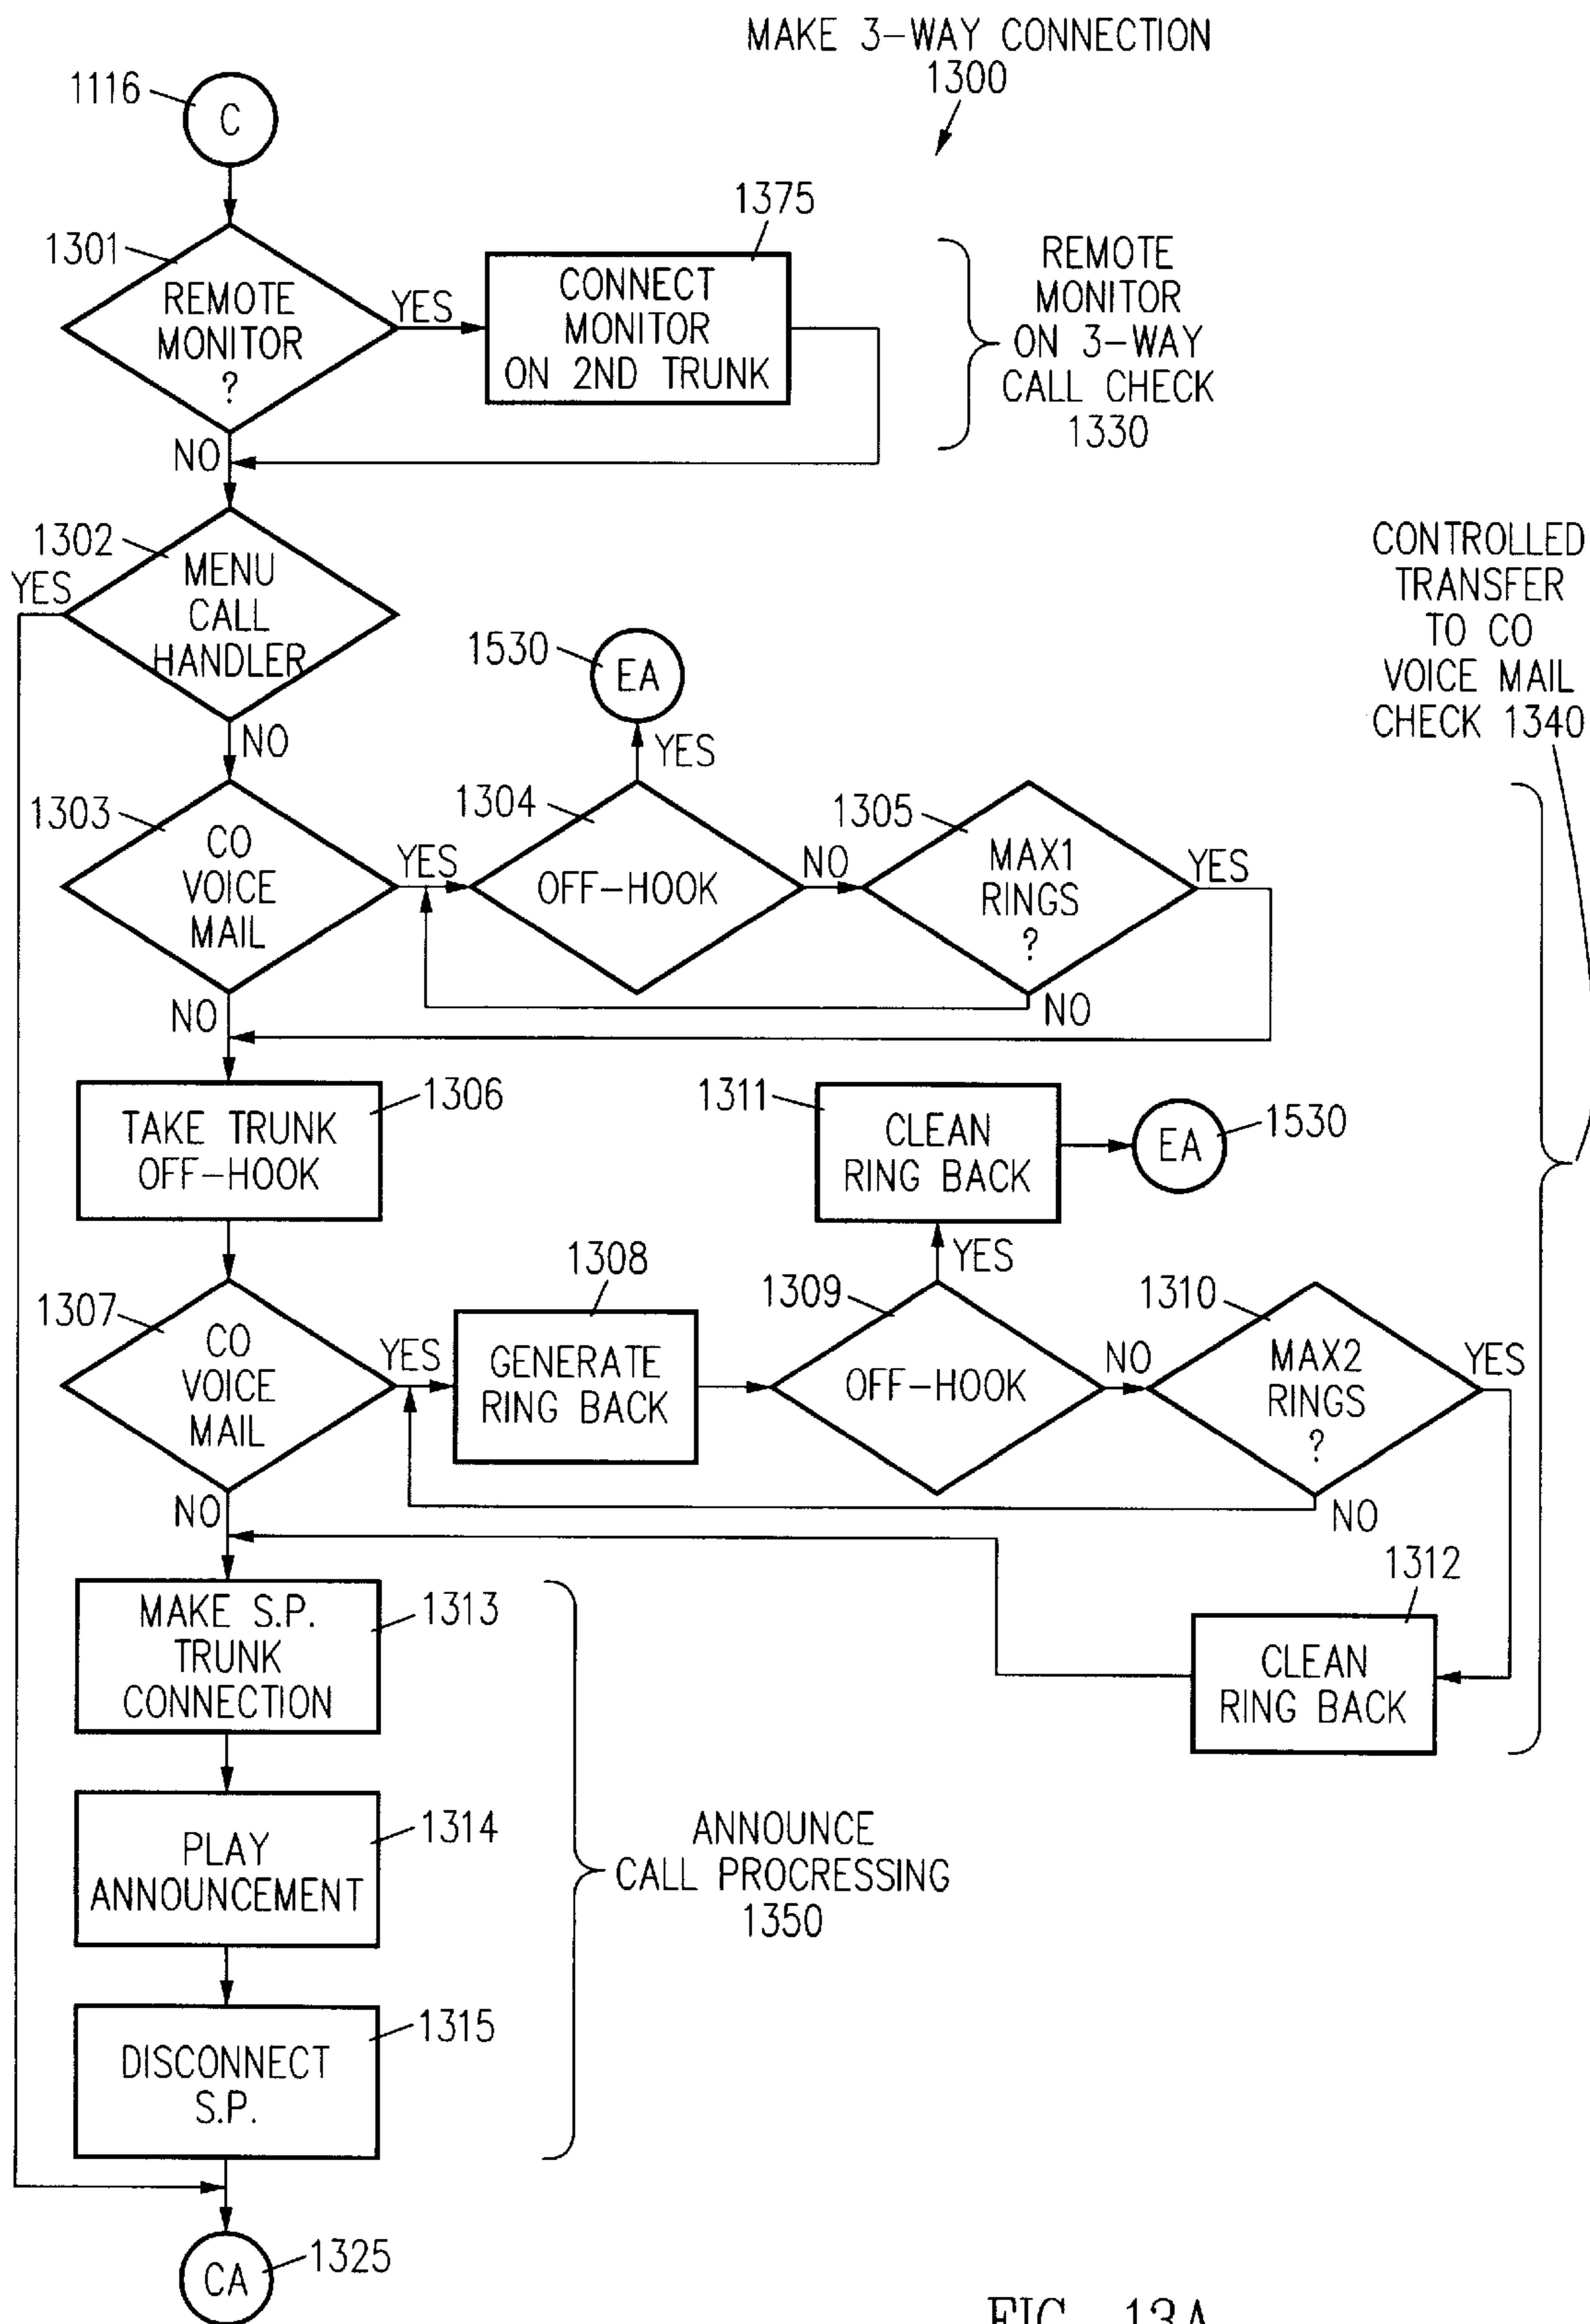 MAKE 3-WAY CONNECTION
1300
1116
C
1375
1301
REMOTE
MONITOR
?
YES
CONNECT
MONITOR
ON 2ND TRUNK
REMOTE
MONITOR
ON 3-WAY
CALL CHECK
1330
NO
1302
YES
MENU
CALL
HANDLER
NO
1530
EA
YES
CONTROLLED
TRANSFER
TO CO
VOICE MAIL
CHECK 1340
1303
CO
VOICE
MAIL
YES
1304
OFF-HOOK
NO
1305
MAX1
RINGS
?
YES
NO
NO
1306
TAKE TRUNK
OFF-HOOK
1311
CLEAN
RING BACK
EA
1530
YES
1307
CO
VOICE
MAIL
YES
1308
GENERATE
RING BACK
1309
OFF-HOOK
NO
1310
MAX2
RINGS
?
YES
NO
NO
1312
CLEAN
RING BACK
MAKE S.P.
TRUNK
CONNECTION
1313
PLAY
ANNOUNCEMENT
1314
ANNOUNCE
CALL PROCRESSING
1350
DISCONNECT
S.P.
1315
CA
1325
FIG. 13A